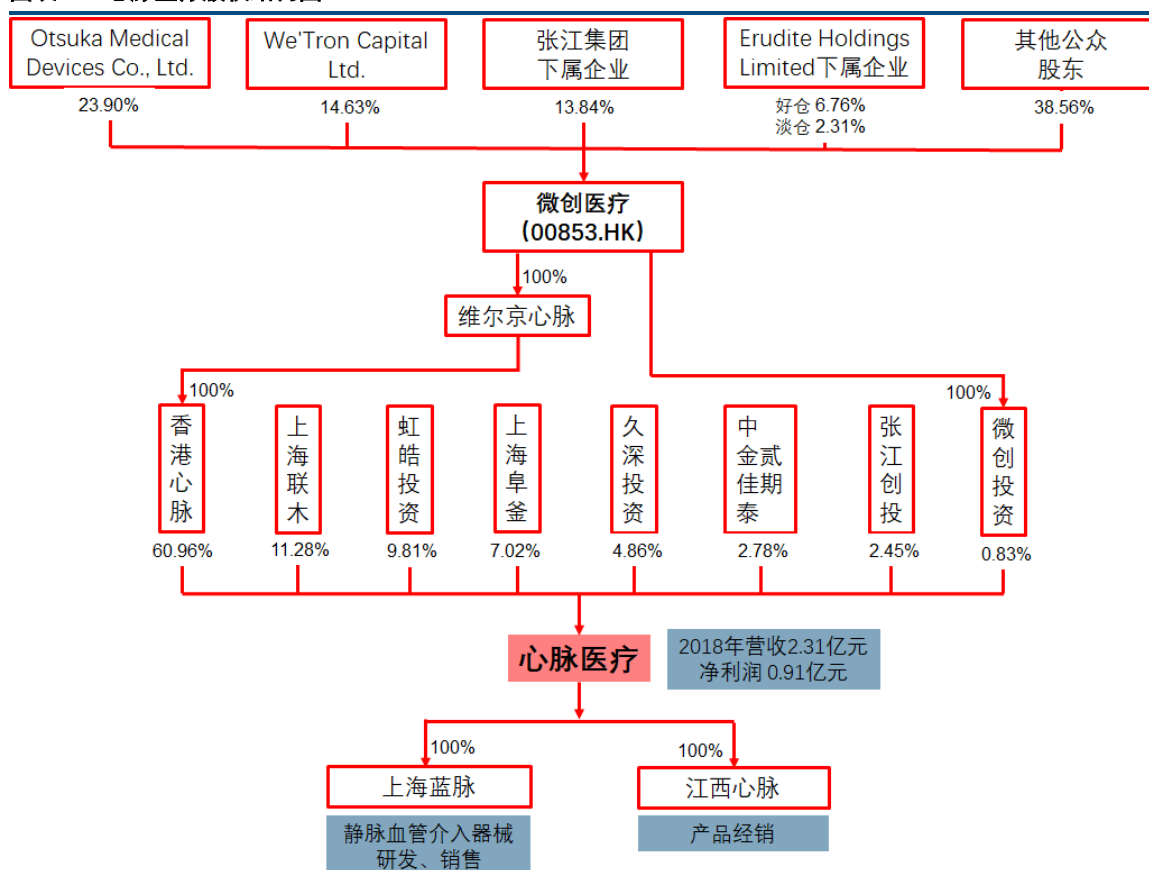 Otsuka Medical
Devices Co., Ltd.
23.90%
We'Tron Capital
Ltd.
14.63%
张江集团
下属企业
13.84%
Erudite Holdings
Limited下属企业
好仓 6.76%
淡仓 2.31%
其他公众
股东
38.56%
微创医疗
(00853.HK)
100%
维尔京心脉
100%
100%
香港心脉
60.96%
上海联木
11.28%
虹皓投资
9.81%
上海阜釜
7.02%
久深投资
4.86%
中
金贰
佳期
泰
2.78%
张江创投
2.45%
微创投资
0.83%
心脉医疗
2018年营收2.31亿元
净利润 0.91亿元
100%
上海蓝脉
静脉血管介入器械
研发、销售
100%
江西心脉
产品经销